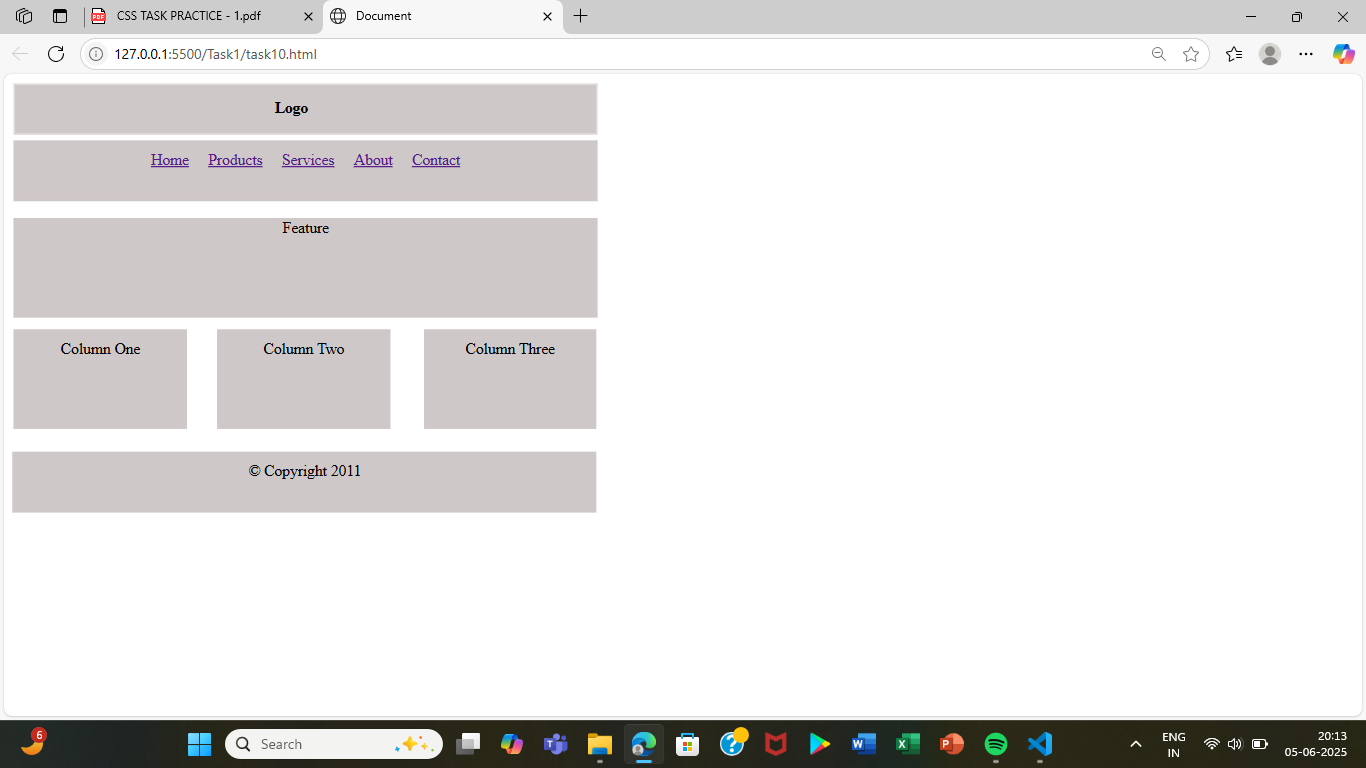 CSS TASK PRACTICE - 1.pdf
Document
127.0.0.1:5500/Task1/task10.html
Logo
Home Products Services About Contact
Feature
Column One Column Two Column Three
© Copyright 2011
6
Search
ENG
IN
20:13
05-06-2025